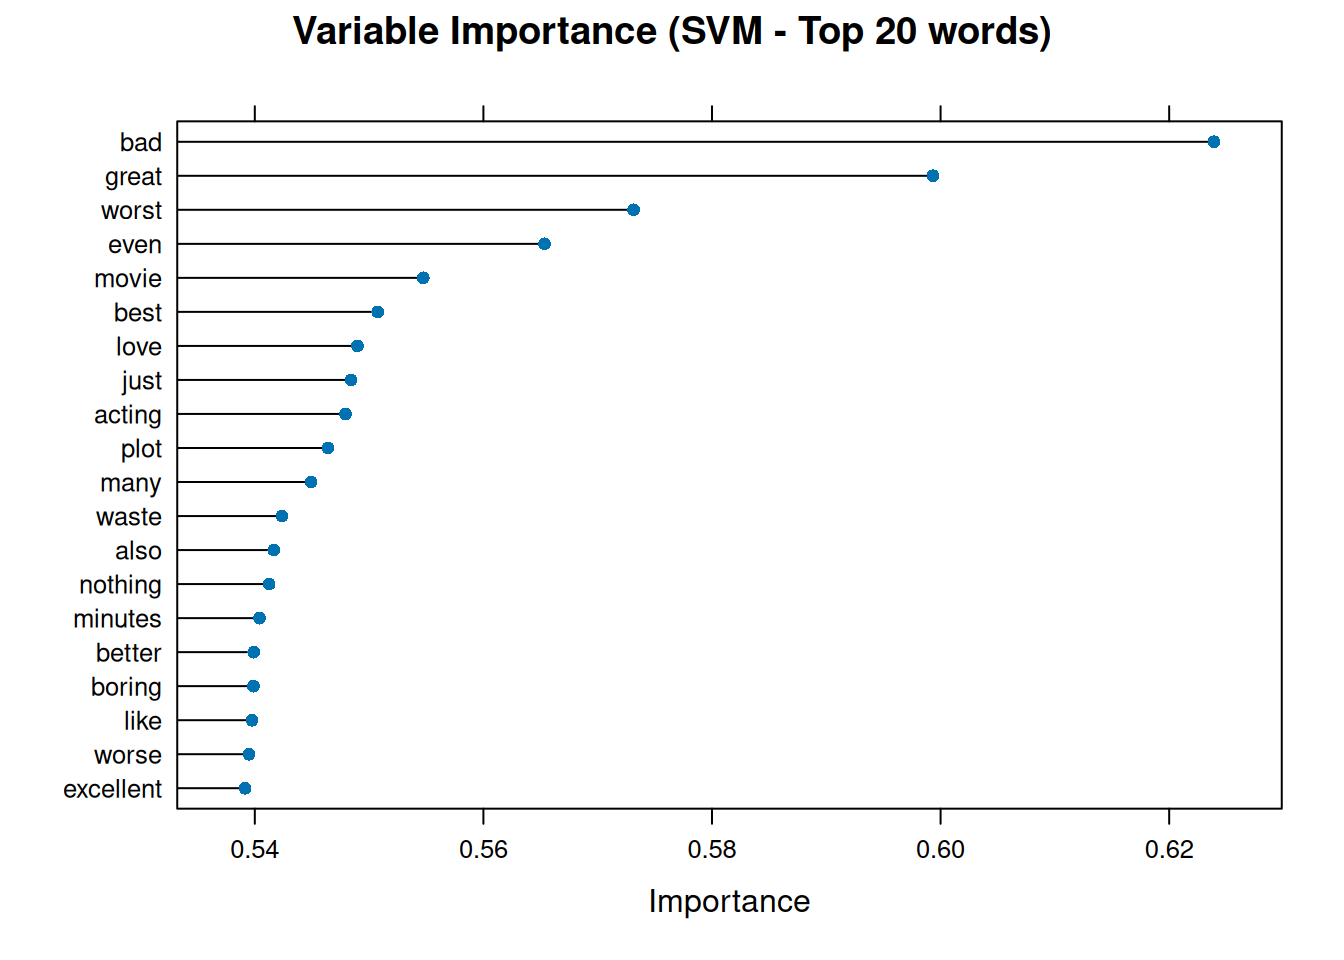 Variable Importance (SVM - Top 20 words)
bad
great
worst
even
movie
best
love
just
acting
plot
many
waste
also
nothing
minutes
better
boring
like
worse
excellent
0.54 0.56 0.58 0.60 0.62
Importance